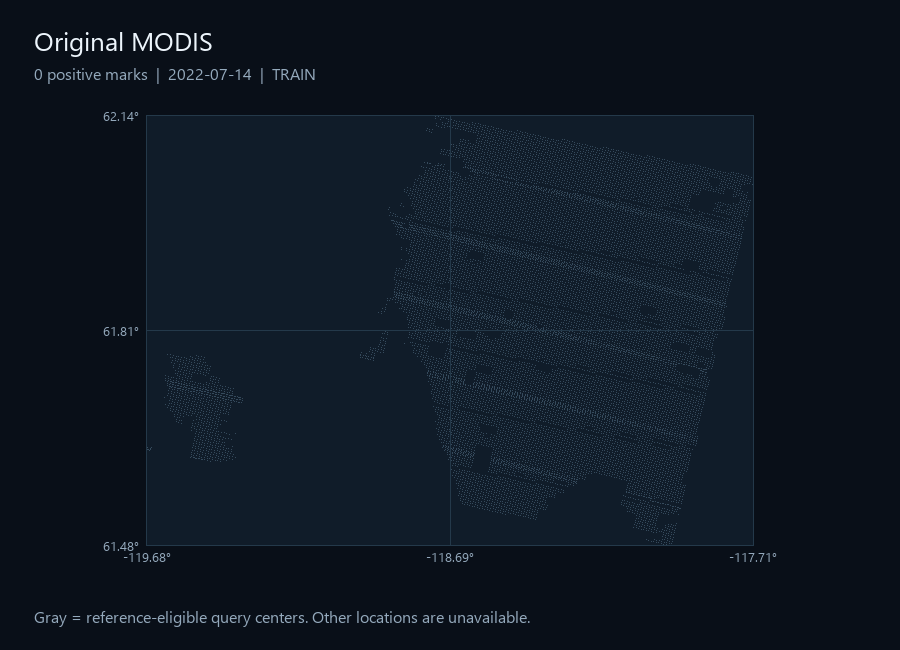 Original MODIS
0 positive marks | 2022-07-14 | TRAIN
62.14°
61.81°
61.48°
-119.68° -118.69° -117.71°
Gray = reference-eligible query centers. Other locations are unavailable.